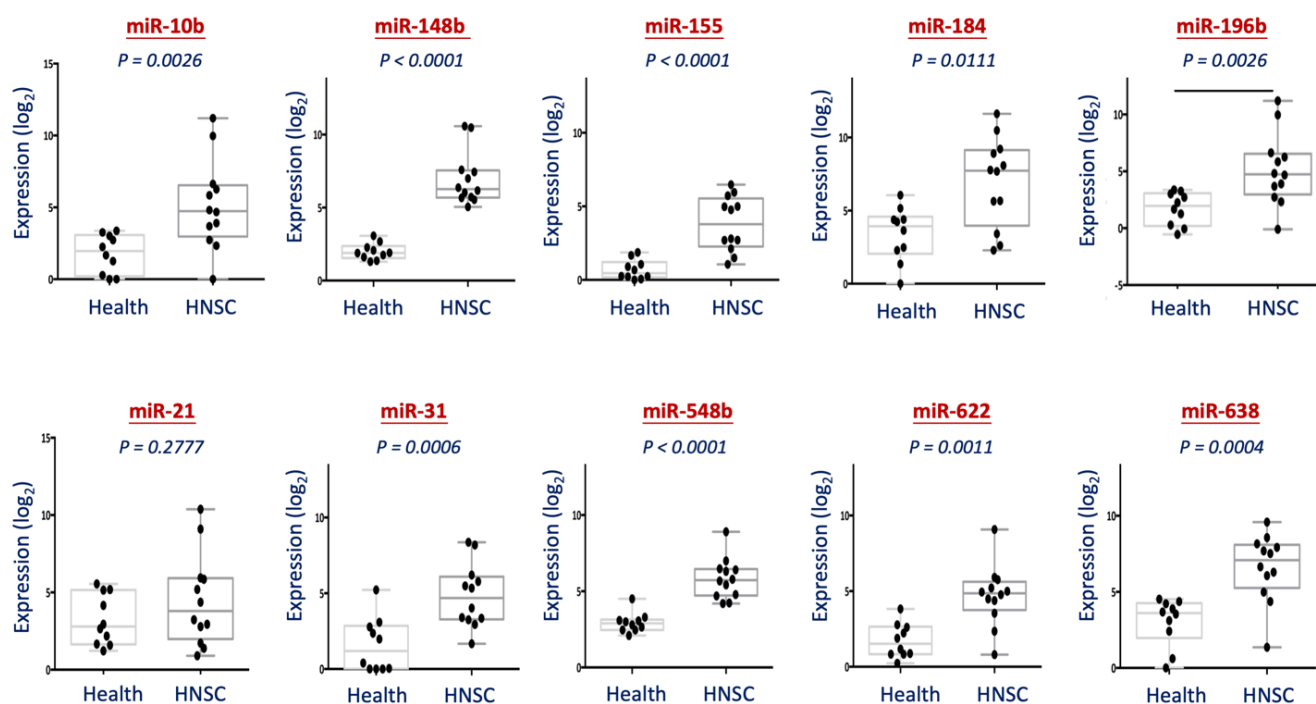 miR-10b
miR-148b
miR-155
miR-184
miR-196b
P = 0.0026
P < 0.0001
P < 0.0001
P = 0.0111
P = 0.0026
Expression (log2)
15
10
5
0
Health HNSC
Expression (log2)
10
5
0
Health HNSC
Expression (log2)
10
5
0
Health HNSC
Expression (log2)
10
5
0
Health HNSC
Expression (log2)
10
5
0
-5
Health HNSC
miR-21
miR-31
miR-548b
miR-622
miR-638
P = 0.2777
P = 0.0006
P < 0.0001
P = 0.0011
P = 0.0004
Expression (log2)
15
10
5
0
Health HNSC
Expression (log2)
10
5
0
Health HNSC
Expression (log2)
10
5
0
Health HNSC
Expression (log2)
10
5
0
Health HNSC
Expression (log2)
10
5
0
Health HNSC